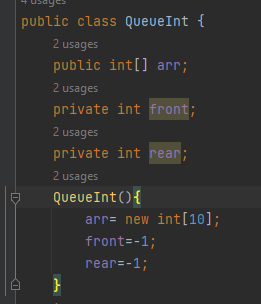 4 usages
public class QueueInt {
2 usages
public int[] arr;
2 usages
private int front;
2 usages
private int rear;
2 usages
QueueInt(){
arr= new int[10];
front=-1;
rear=-1;
}